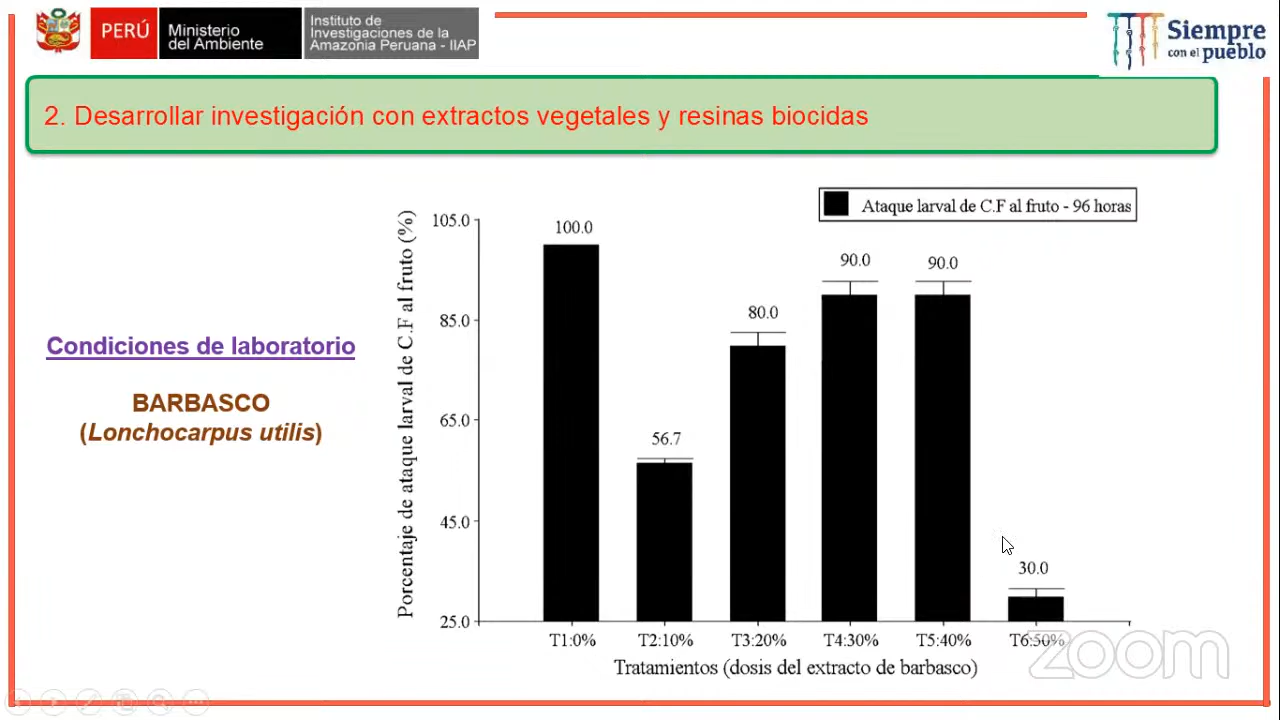 PERÚ
Ministerio
del Ambiente
Instituto de
Investigaciones de la
Amazonía Peruana - IIAP
Siempre
con el pueblo
2. Desarrollar investigación con extractos vegetales y resinas biocidas
Condiciones de laboratorio
BARBASCO
(Lonchocarpus utilis)
Ataque larval de C.F al fruto - 96 horas
Porcentaje de ataque larval de C.F al fruto (%)
105.0
85.0
65.0
45.0
25.0
100.0
56.7
80.0
90.0
90.0
30.0
T1:0% T2:10% T3:20% T4:30% T5:40% T6:50%
Tratamientos (dosis del extracto de barbasco)
zoom